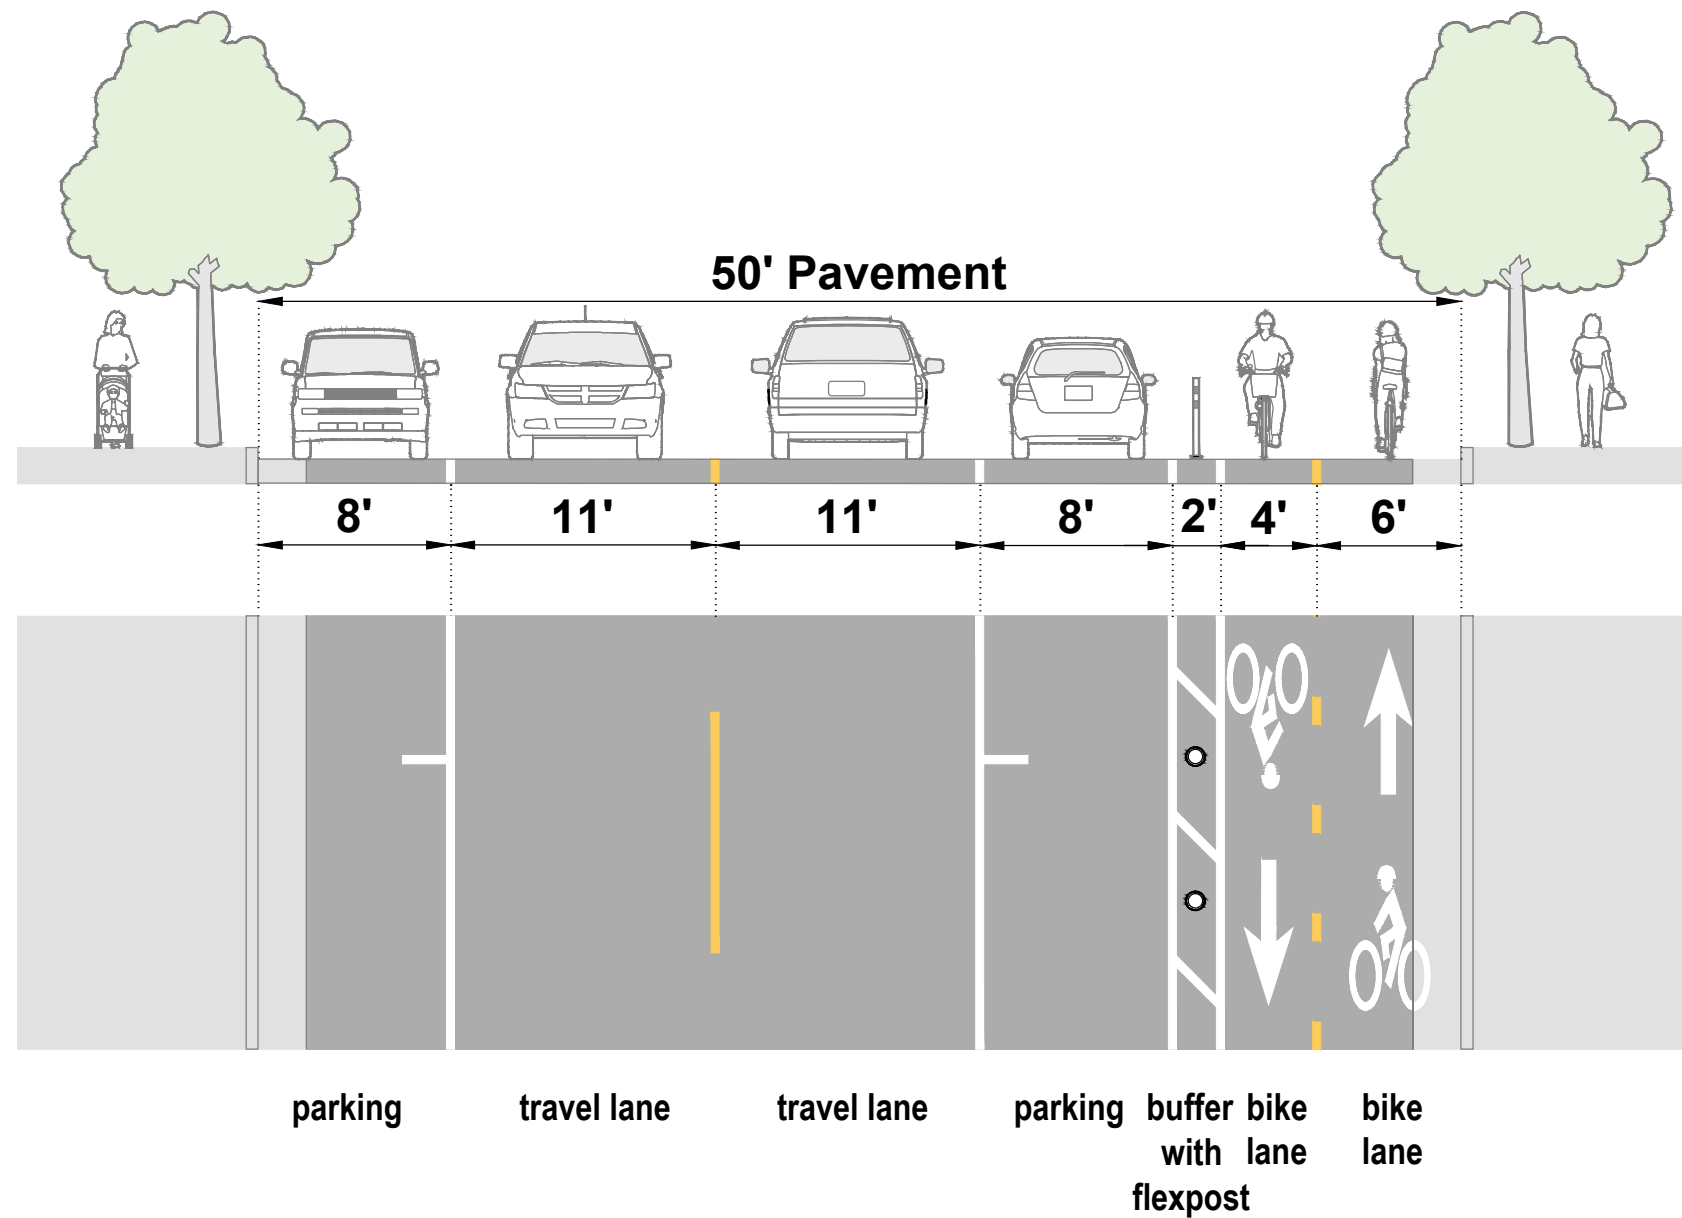 50' Pavement
8' 11' 11' 8' 2' 4' 6'
parking travel lane travel lane parking buffer bike bike
with lane lane
flexpost